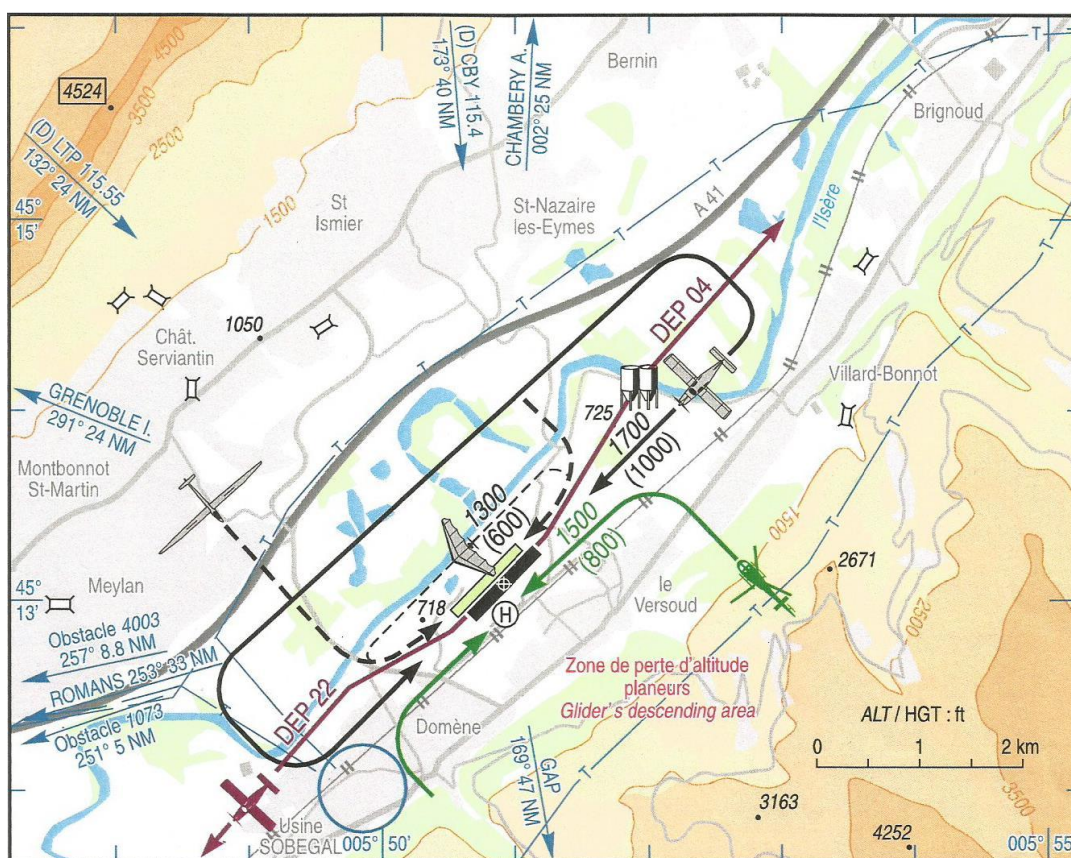 4524
4500
3500
2500
1500
(D) LTP 115.55
132° 24 NM
45°
15'
(D) CBY 115.4
173° 40 NM
CHAMBERY A.
002° 25 NM
Bernin
Brignoud
T
T
T
T
St
Ismier
St-Nazaire
les-Eymes
A 41
l'Isère
1050
Chât.
Serviantin
DEP 04
Villard-Bonnot
GRENOBLE I.
291° 24 NM
725
1700
(1000)
Montbonnot
St-Martin
1300
(600)
1500
(800)
1500
2671
2500
Meylan
45°
13'
718
H
le
Versoud
Obstacle 4003
257° 8.8 NM
ROMANS 253° 33 NM
Obstacle 1073
251° 5 NM
Zone de perte d'altitude
planeurs
Glider's descending area
DEP 22
Domène
ALT / HGT : ft
0 1 2 km
GAP
169° 47 NM
Usine
SOBEGAL
005° 50'
3163
4252
3500
005° 55'